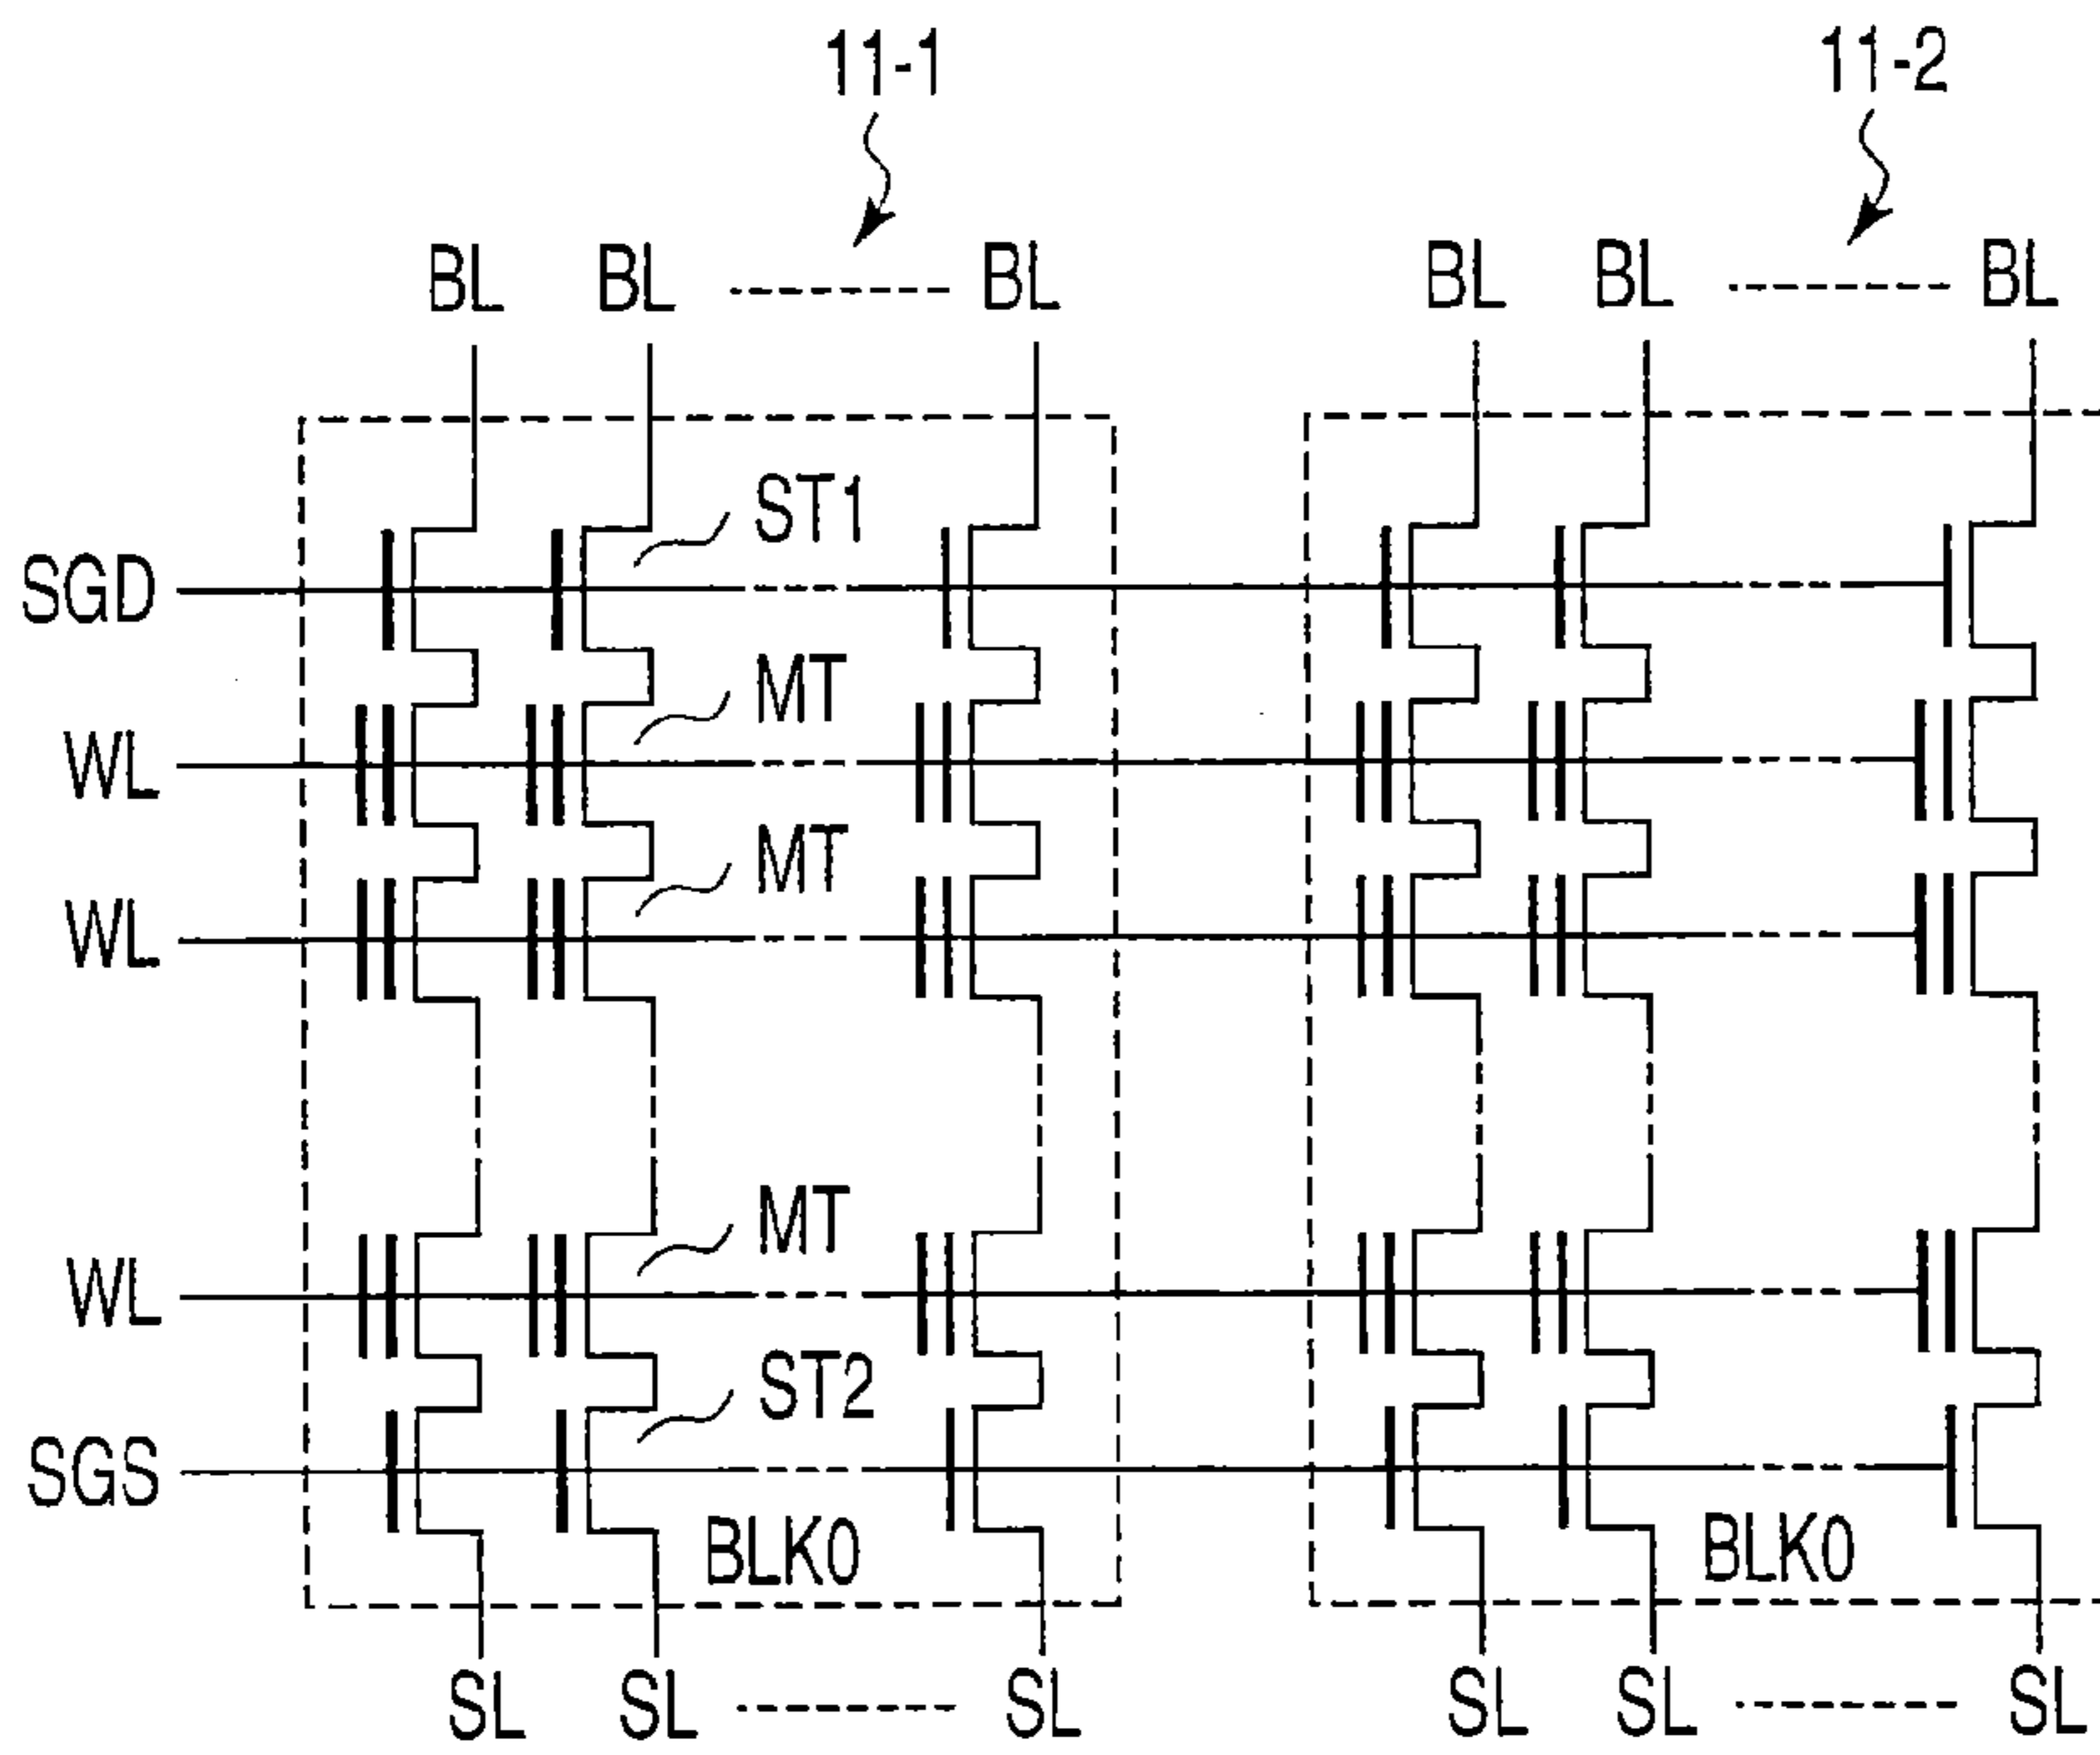 11-1 11-2
BL BL BL BL BL BL
ST1
SGD
MT
WL
MT
WL
MT
WL
ST2
SGS
BLK0 BLK0
SL SL SL SL SL SL